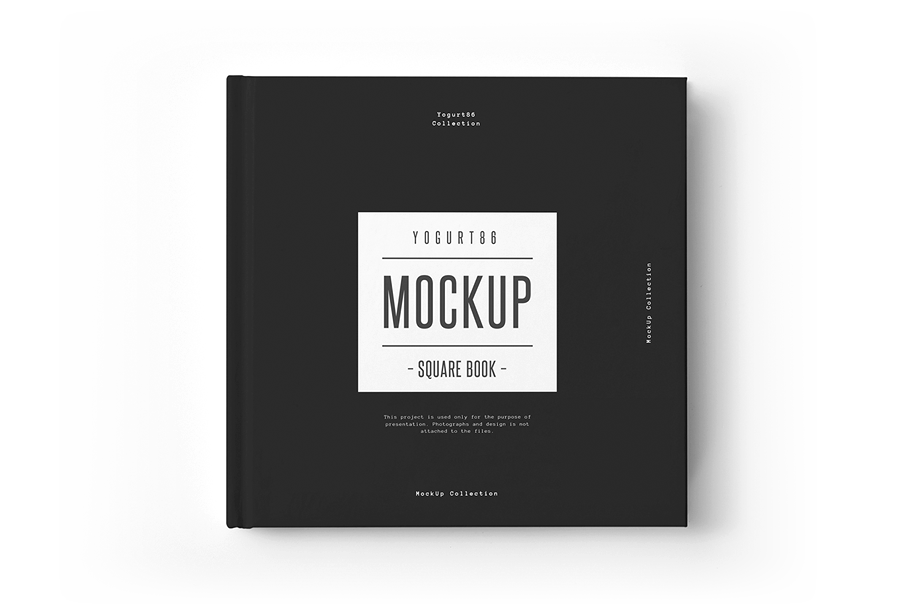 Yogurt86
Collection
YOGURT86
MOCKUP
- SQUARE BOOK -
MockUp Collection
This project is used only for the purpose of
presentation. Photographs and design is not
attached to the files.
MockUp Collection